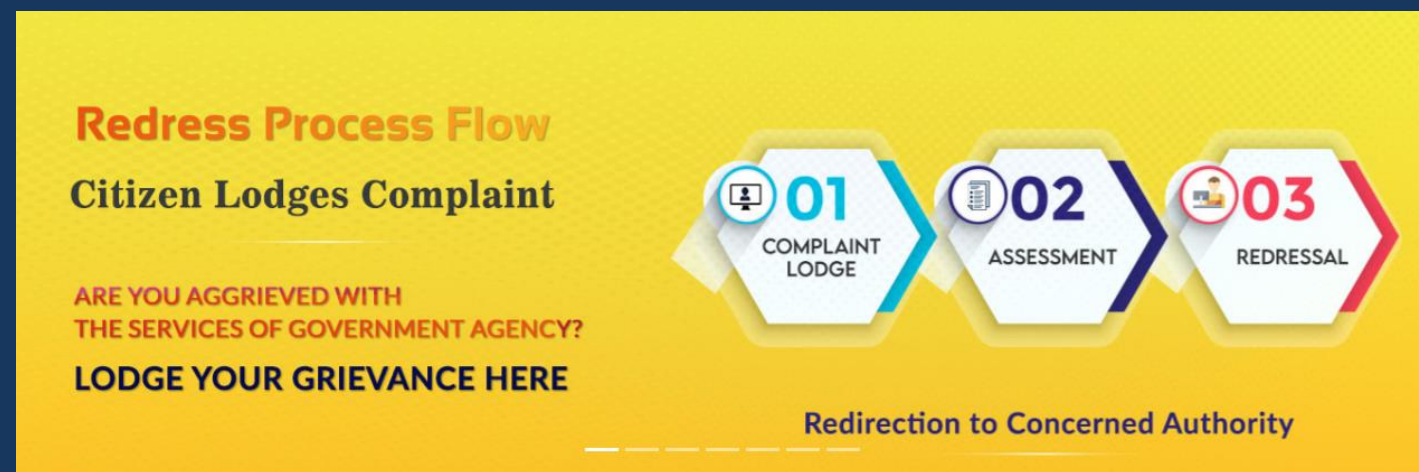 Redress Process Flow
Citizen Lodges Complaint
ARE YOU AGGRIEVED WITH
THE SERVICES OF GOVERNMENT AGENCY?
LODGE YOUR GRIEVANCE HERE
01
COMPLAINT
LODGE
02
ASSESSMENT
03
REDRESSAL
Redirection to Concerned Authority